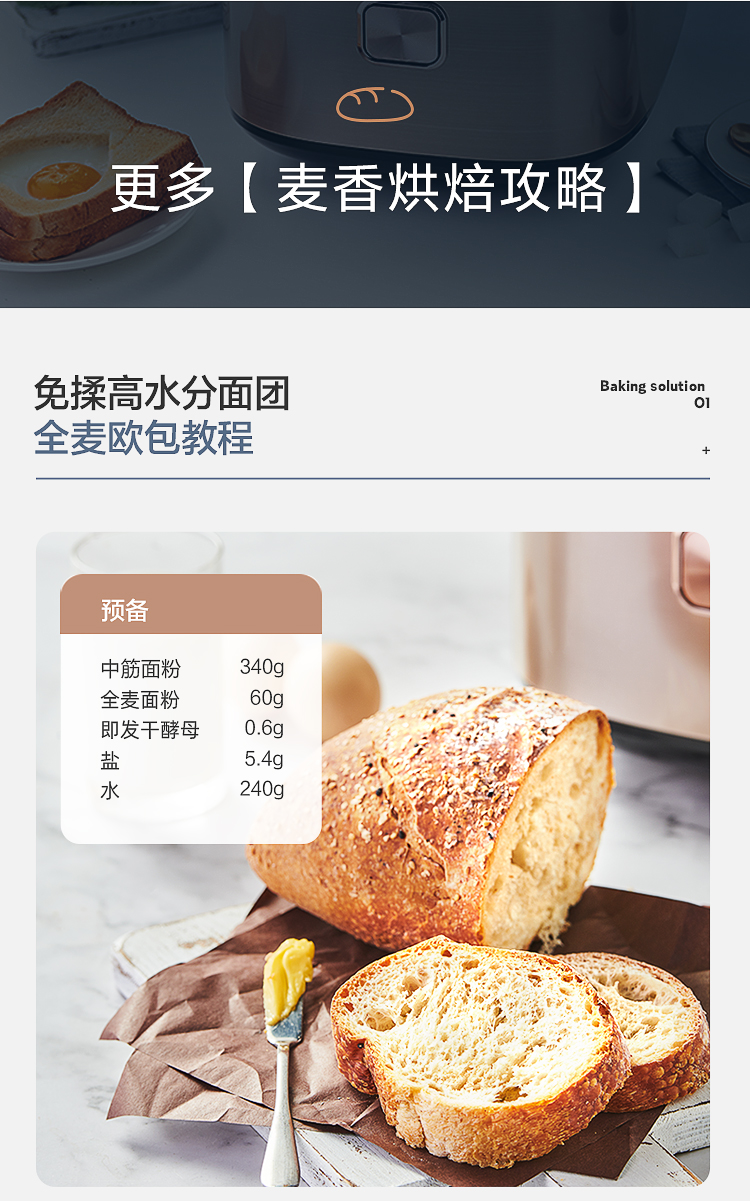 更多【麦香烘焙攻略】
免揉高水分面团
全麦欧包教程
Baking solution
01
+
预备
中筋面粉 340g
全麦面粉 60g
即发干酵母 0.6g
盐 5.4g
水 240g